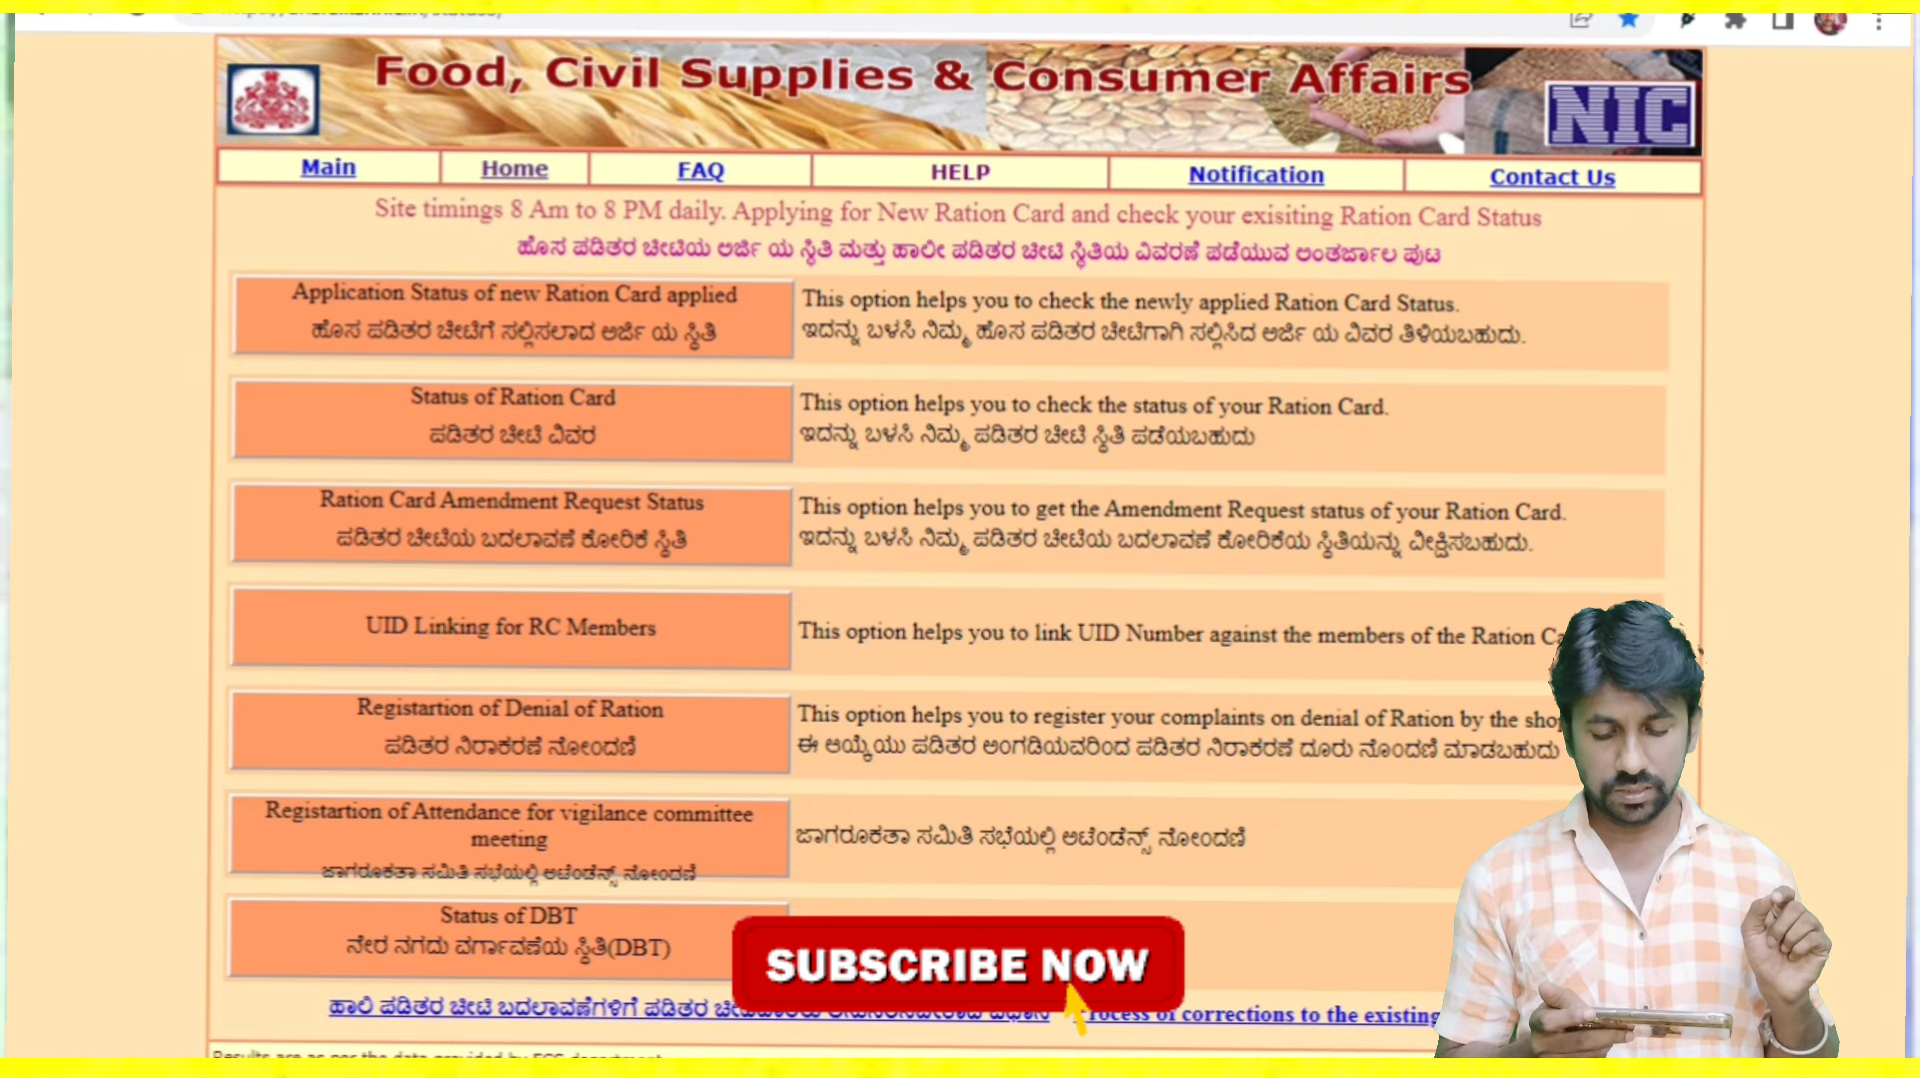 Food, Civil Supplies & Consumer Affairs
NIC
Main Home FAQ HELP Notification Contact Us
Site timings 8 Am to 8 PM daily. Applying for New Ration Card and check your exisiting Ration Card Status
ಹೊಸ ಪಡಿತರ ಚೀಟಿಯ ಅರ್ಜಿ ಯ ಸ್ಥಿತಿ ಮತ್ತು ಹಾಲೀ ಪಡಿತರ ಚೀಟಿ ಸ್ಥಿತಿಯ ವಿವರಣೆ ಪಡೆಯುವ ಅಂತರ್ಜಾಲ ಪುಟ
Application Status of new Ration Card applied
ಹೊಸ ಪಡಿತರ ಚೀಟಿಗೆ ಸಲ್ಲಿಸಲಾದ ಅರ್ಜಿ ಯ ಸ್ಥಿತಿ
This option helps you to check the newly applied Ration Card Status.
ಇದನ್ನು ಬಳಸಿ ನಿಮ್ಮ ಹೊಸ ಪಡಿತರ ಚೀಟಿಗಾಗಿ ಸಲ್ಲಿಸಿದ ಅರ್ಜಿ ಯ ವಿವರ ತಿಳಿಯಬಹುದು.
Status of Ration Card
ಪಡಿತರ ಚೀಟಿ ವಿವರ
This option helps you to check the status of your Ration Card.
ಇದನ್ನು ಬಳಸಿ ನಿಮ್ಮ ಪಡಿತರ ಚೀಟಿ ಸ್ಥಿತಿ ಪಡೆಯಬಹುದು
Ration Card Amendment Request Status
ಪಡಿತರ ಚೀಟಿಯ ಬದಲಾವಣೆ ಕೋರಿಕೆ ಸ್ಥಿತಿ
This option helps you to get the Amendment Request status of your Ration Card.
ಇದನ್ನು ಬಳಸಿ ನಿಮ್ಮ ಪಡಿತರ ಚೀಟಿಯ ಬದಲಾವಣೆ ಕೋರಿಕೆಯ ಸ್ಥಿತಿಯನ್ನು ವೀಕ್ಷಿಸಬಹುದು.
UID Linking for RC Members
This option helps you to link UID Number against the members of the Ration
Registartion of Denial of Ration
ಪಡಿತರ ನಿರಾಕರಣೆ ನೋಂದಣಿ
This option helps you to register your complaints on denial of Ration by the
ಈ ಆಯ್ಕೆಯು ಪಡಿತರ ಅಂಗಡಿಯವರಿಂದ ಪಡಿತರ ನಿರಾಕರಣೆ ದೂರು ನೊಂದಣಿ ಮಾಡಬಹುದು
Registartion of Attendance for vigilance committee
meeting
ಜಾಗರೂಕತಾ ಸಮಿತಿ ಸಭೆಯಲ್ಲಿ ಅಟೆಂಡೆನ್ಸ್ ನೋಂದಣಿ
ಜಾಗರೂಕತಾ ಸಮಿತಿ ಸಭೆಯಲ್ಲಿ ಅಟೆಂಡೆನ್ಸ್ ನೋಂದಣಿ
Status of DBT
ನೇರ ನಗದು ವರ್ಗಾವಣೆಯ ಸ್ಥಿತಿ(DBT)
SUBSCRIBE NOW
ಹಾಲಿ ಪಡಿತರ ಚೀಟಿ ಬದಲಾವಣೆಗಳಿಗೆ ಪಡಿತರ
of corrections to the existing